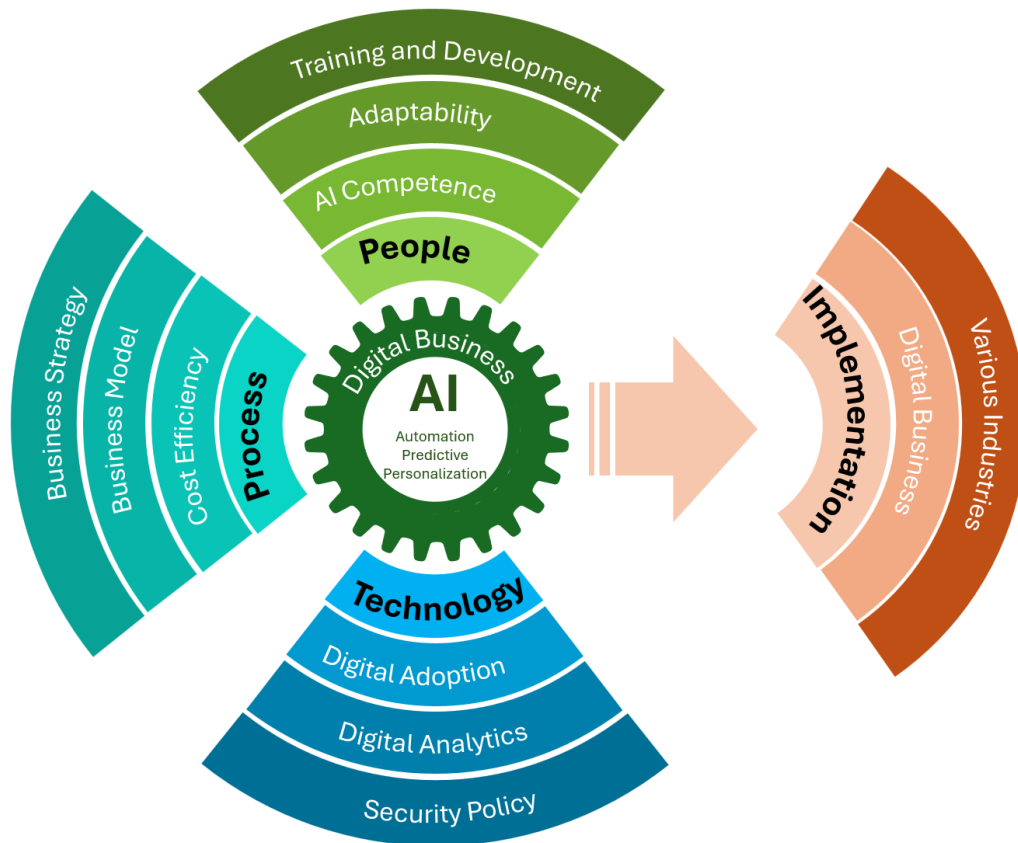 Training and Development
Adaptability
AI Competence
People
Business Strategy
Business Model
Cost Efficiency
Process
Digital Business
AI
Automation
Predictive
Personalization
Implementation
Digital Business
Various Industries
Technology
Digital Adoption
Digital Analytics
Security Policy